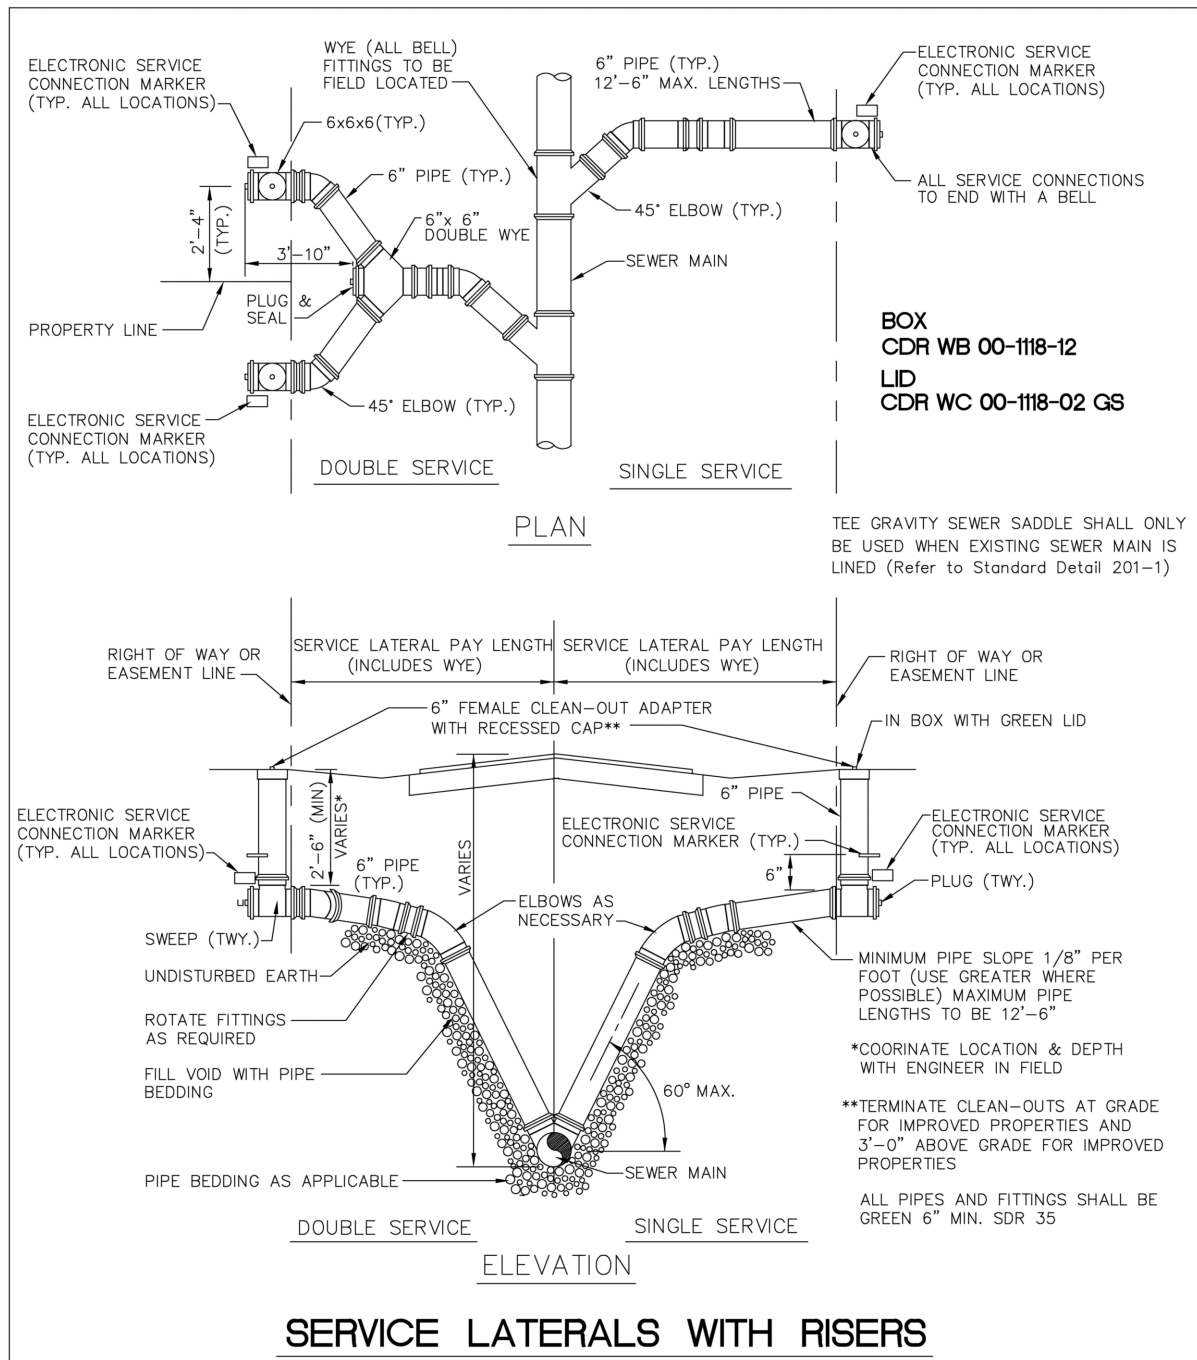 ELECTRONIC SERVICE
CONNECTION MARKER
(TYP. ALL LOCATIONS)
WYE (ALL BELL)
FITTINGS TO BE
FIELD LOCATED
6" PIPE (TYP.)
12'-6" MAX. LENGTHS
ELECTRONIC SERVICE
CONNECTION MARKER
(TYP. ALL LOCATIONS)
6x6x6(TYP.)
6" PIPE (TYP.)
ALL SERVICE CONNECTIONS
TO END WITH A BELL
2'-4"
(TYP.)
45° ELBOW (TYP.)
6"x 6"
DOUBLE WYE
3'-10"
SEWER MAIN
PLUG &
SEAL
PROPERTY LINE
BOX
CDR WB 00-1118-12
LID
CDR WC 00-1118-02 GS
45° ELBOW (TYP.)
ELECTRONIC SERVICE
CONNECTION MARKER
(TYP. ALL LOCATIONS)
DOUBLE SERVICE
SINGLE SERVICE
PLAN
TEE GRAVITY SEWER SADDLE SHALL ONLY
BE USED WHEN EXISTING SEWER MAIN IS
LINED (Refer to Standard Detail 201-1)
RIGHT OF WAY OR
EASEMENT LINE
SERVICE LATERAL PAY LENGTH
(INCLUDES WYE)
SERVICE LATERAL PAY LENGTH
(INCLUDES WYE)
RIGHT OF WAY OR
EASEMENT LINE
6" FEMALE CLEAN-OUT ADAPTER
WITH RECESSED CAP**
IN BOX WITH GREEN LID
ELECTRONIC SERVICE
CONNECTION MARKER
(TYP. ALL LOCATIONS)
2'-6" (MIN)
VARIES*
6" PIPE
(TYP.)
VARIES
6" PIPE
ELECTRONIC SERVICE
CONNECTION MARKER (TYP.)
6"
ELECTRONIC SERVICE
CONNECTION MARKER
(TYP. ALL LOCATIONS)
PLUG (TWY.)
ELBOWS AS
NECESSARY
SWEEP (TWY.)
UNDISTURBED EARTH
ROTATE FITTINGS
AS REQUIRED
FILL VOID WITH PIPE
BEDDING
MINIMUM PIPE SLOPE 1/8" PER
FOOT (USE GREATER WHERE
POSSIBLE) MAXIMUM PIPE
LENGTHS TO BE 12'-6"
*COORINATE LOCATION & DEPTH
WITH ENGINEER IN FIELD
60° MAX.
**TERMINATE CLEAN-OUTS AT GRADE
FOR IMPROVED PROPERTIES AND
3'-0" ABOVE GRADE FOR IMPROVED
PROPERTIES
SEWER MAIN
PIPE BEDDING AS APPLICABLE
ALL PIPES AND FITTINGS SHALL BE
GREEN 6" MIN. SDR 35
DOUBLE SERVICE
SINGLE SERVICE
ELEVATION
SERVICE LATERALS WITH RISERS